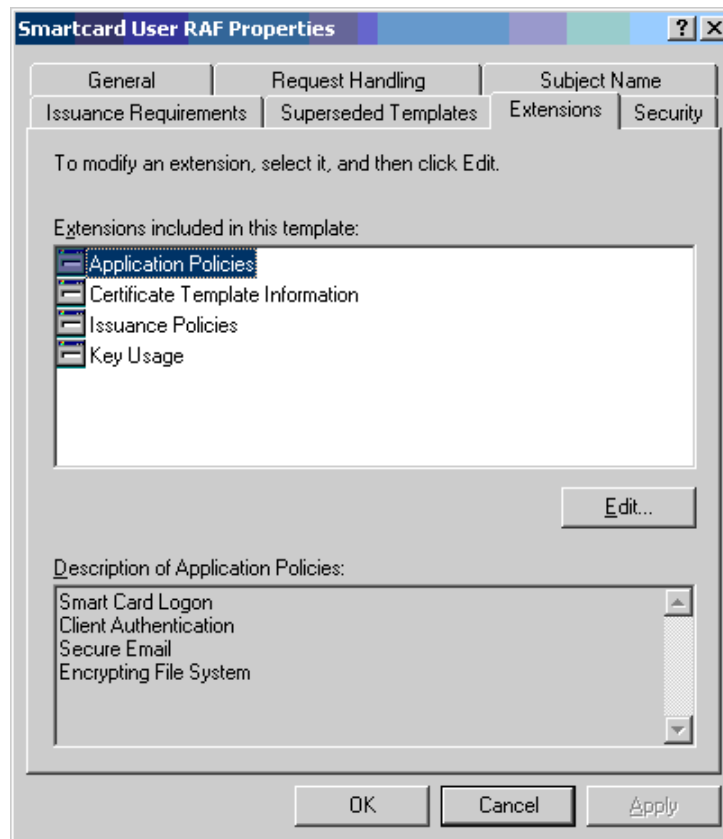 Smartcard User RAF Properties ? X
General Request Handling Subject Name
Issuance Requirements Superseded Templates Extensions Security
To modify an extension, select it, and then click Edit.
Extensions included in this template:
Application Policies
Certificate Template Information
Issuance Policies
Key Usage
Edit...
Description of Application Policies:
Smart Card Logon
Client Authentication
Secure Email
Encrypting File System
OK Cancel Apply